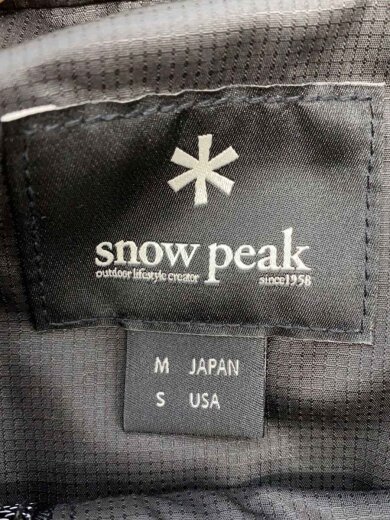 snow peak
outdoor lifestyle creator since1958
M JAPAN
S USA